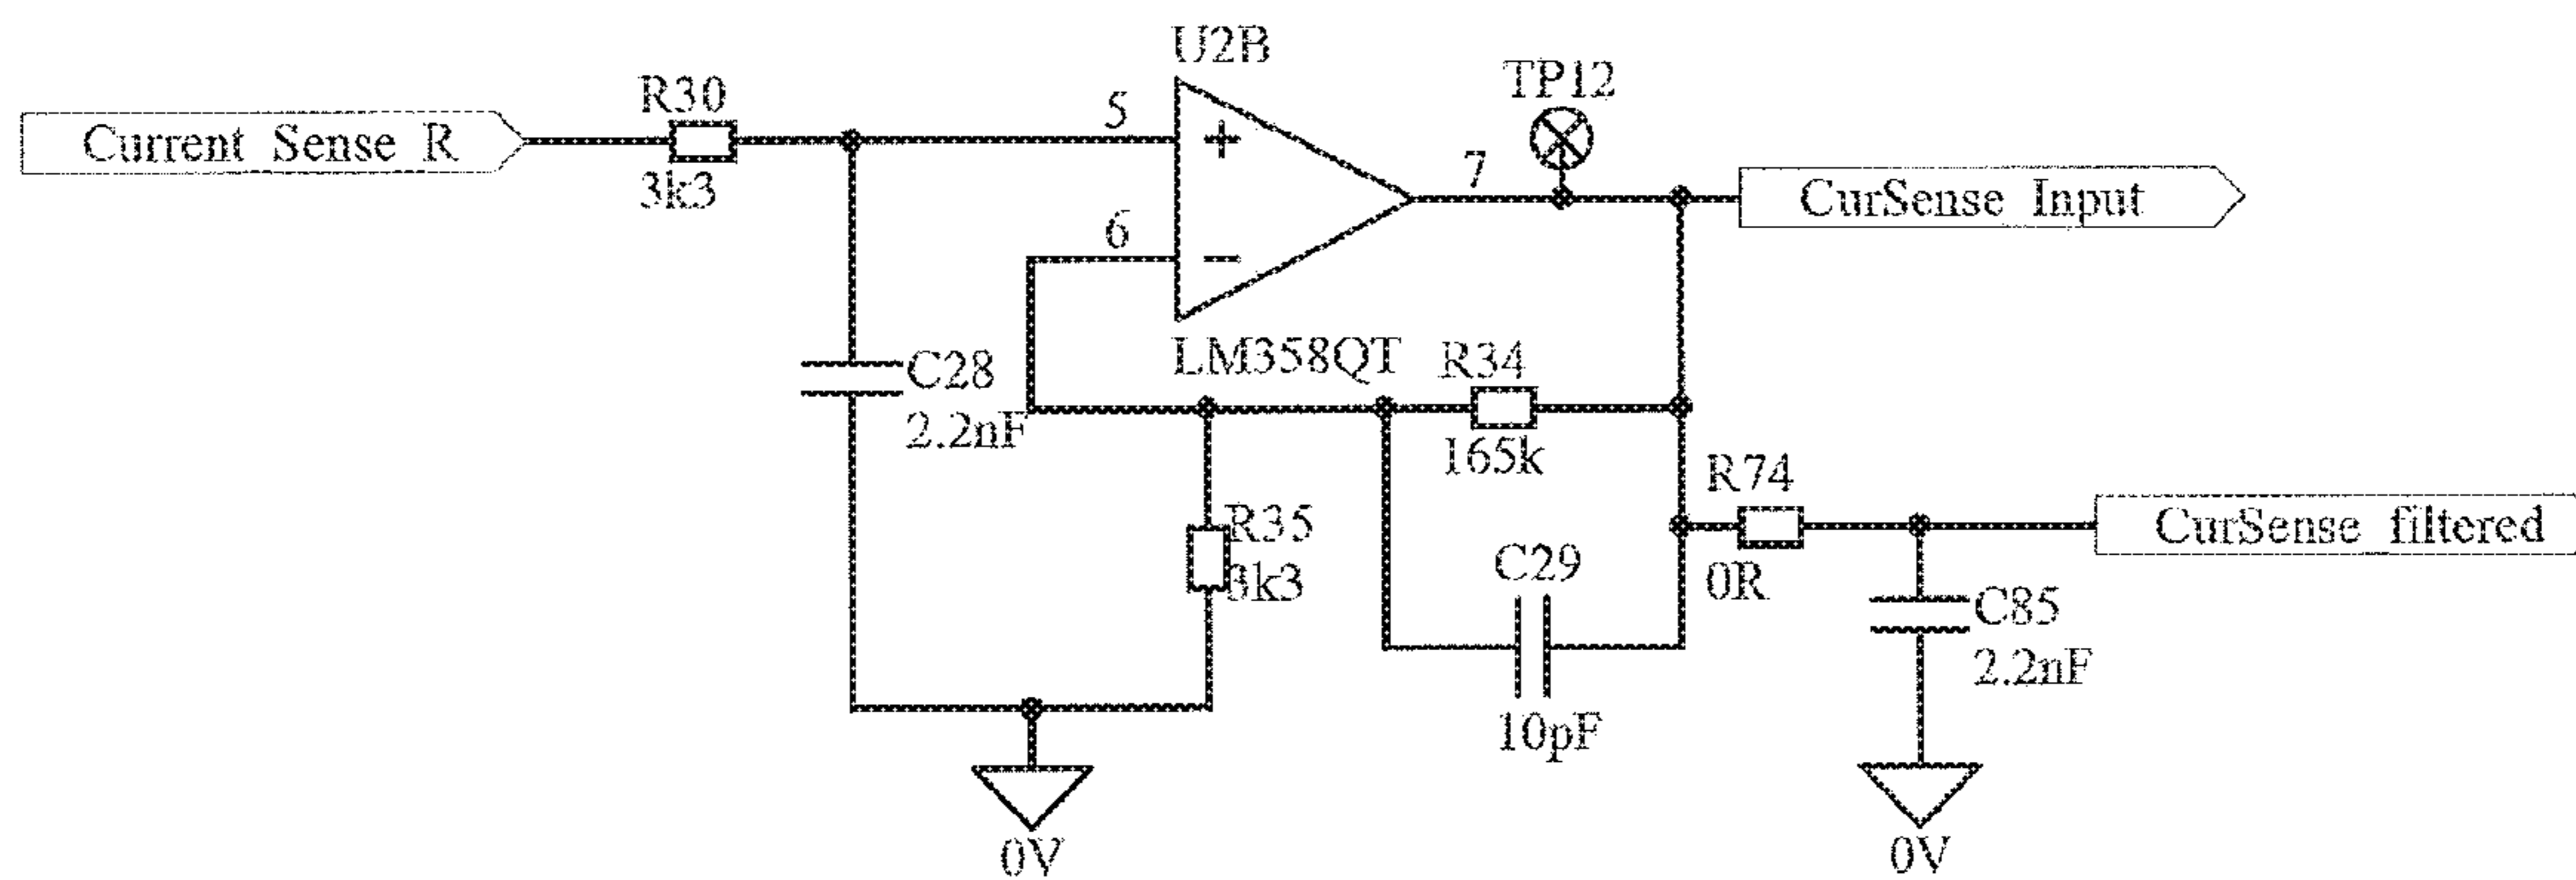 U2B
TP12
R30
5
Current Sense R
7
3k3
CurSense Input
6
LM358QT
R34
C28
2.2nF
165k
R74
R35
CurSense filtered
C29
3k3
0R
C85
2.2nF
10pF
0V
0V